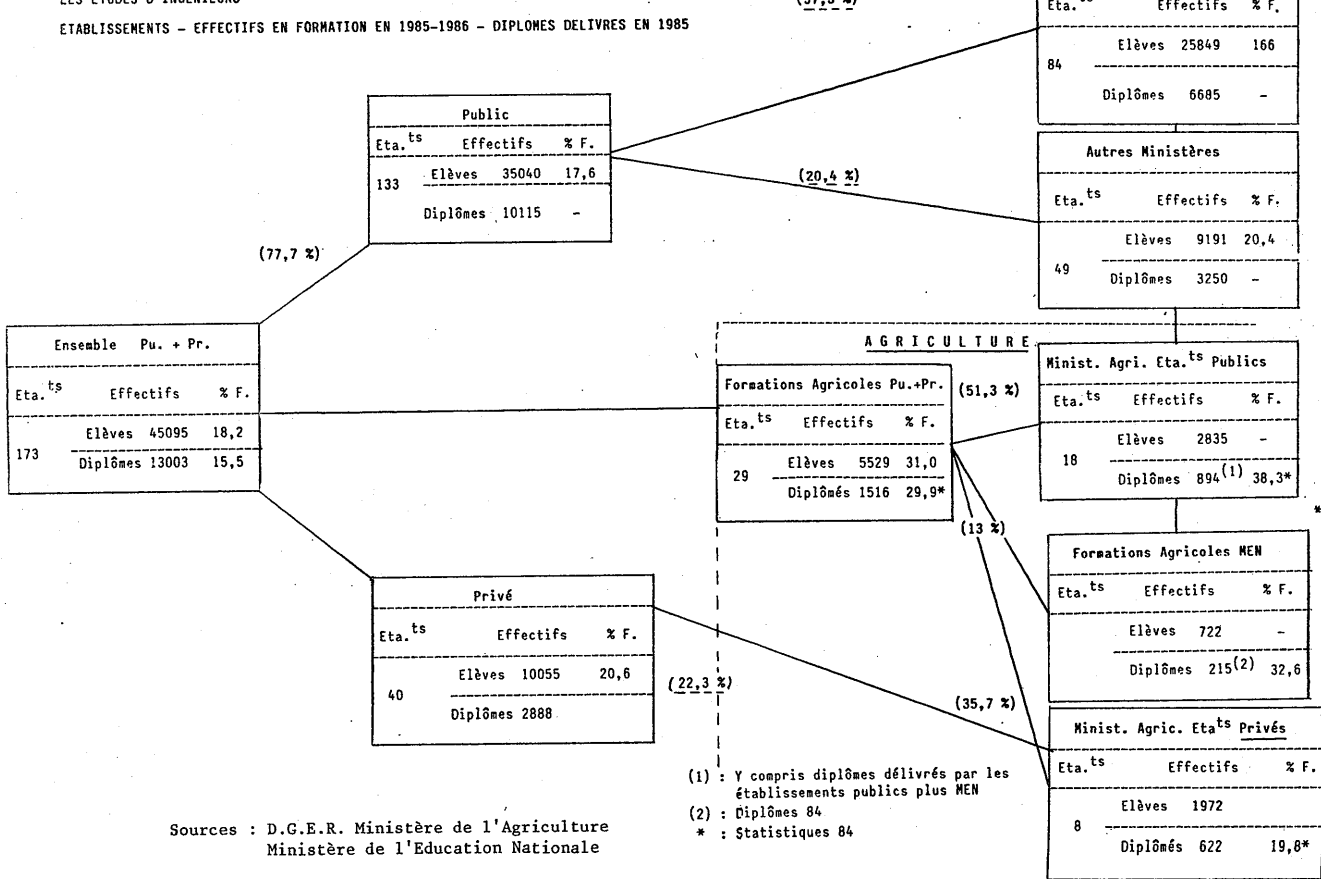 ETABLISSEMENTS – EFFECTIFS EN FORMATION EN 1985–1986 – DIPLOMES DELIVRES EN 1985
Eta.ts Effectifs % F.
Elèves 25849 166
84
Diplômes 6685 –
Public
Eta.ts Effectifs % F.
Elèves 35040 17,6
133
Diplômes 10115 –
(20,4 %)
Autres Ministères
Eta.ts Effectifs % F.
Elèves 9191 20,4
49
Diplômes 3250 –
(77,7 %)
Ensemble Pu. + Pr.
Eta.ts Effectifs % F.
Elèves 45095 18,2
173
Diplômes 13003 15,5
AGRICULTURE
Formations Agricoles Pu.+Pr.
Eta.ts Effectifs % F.
Elèves 5529 31,0
29
Diplômés 1516 29,9*
(51,3 %)
Minist. Agri. Eta.ts Publics
Eta.ts Effectifs % F.
Elèves 2835 –
18
Diplômes 894(1) 38,3*
*
(13 %)
Formations Agricoles MEN
Eta.ts Effectifs % F.
Elèves 722 –
Diplômes 215(2) 32,6
Privé
Eta.ts Effectifs % F.
Elèves 10055 20,6
40
Diplômes 2888
(22,3 %)
(35,7 %)
Minist. Agric. Etats Privés
Eta.ts Effectifs % F.
Elèves 1972
8
Diplômés 622 19,8*
(1) : Y compris diplômes délivrés par les
établissements publics plus MEN
(2) : Diplômes 84
* : Statistiques 84
Sources : D.G.E.R. Ministère de l'Agriculture
Ministère de l'Education Nationale